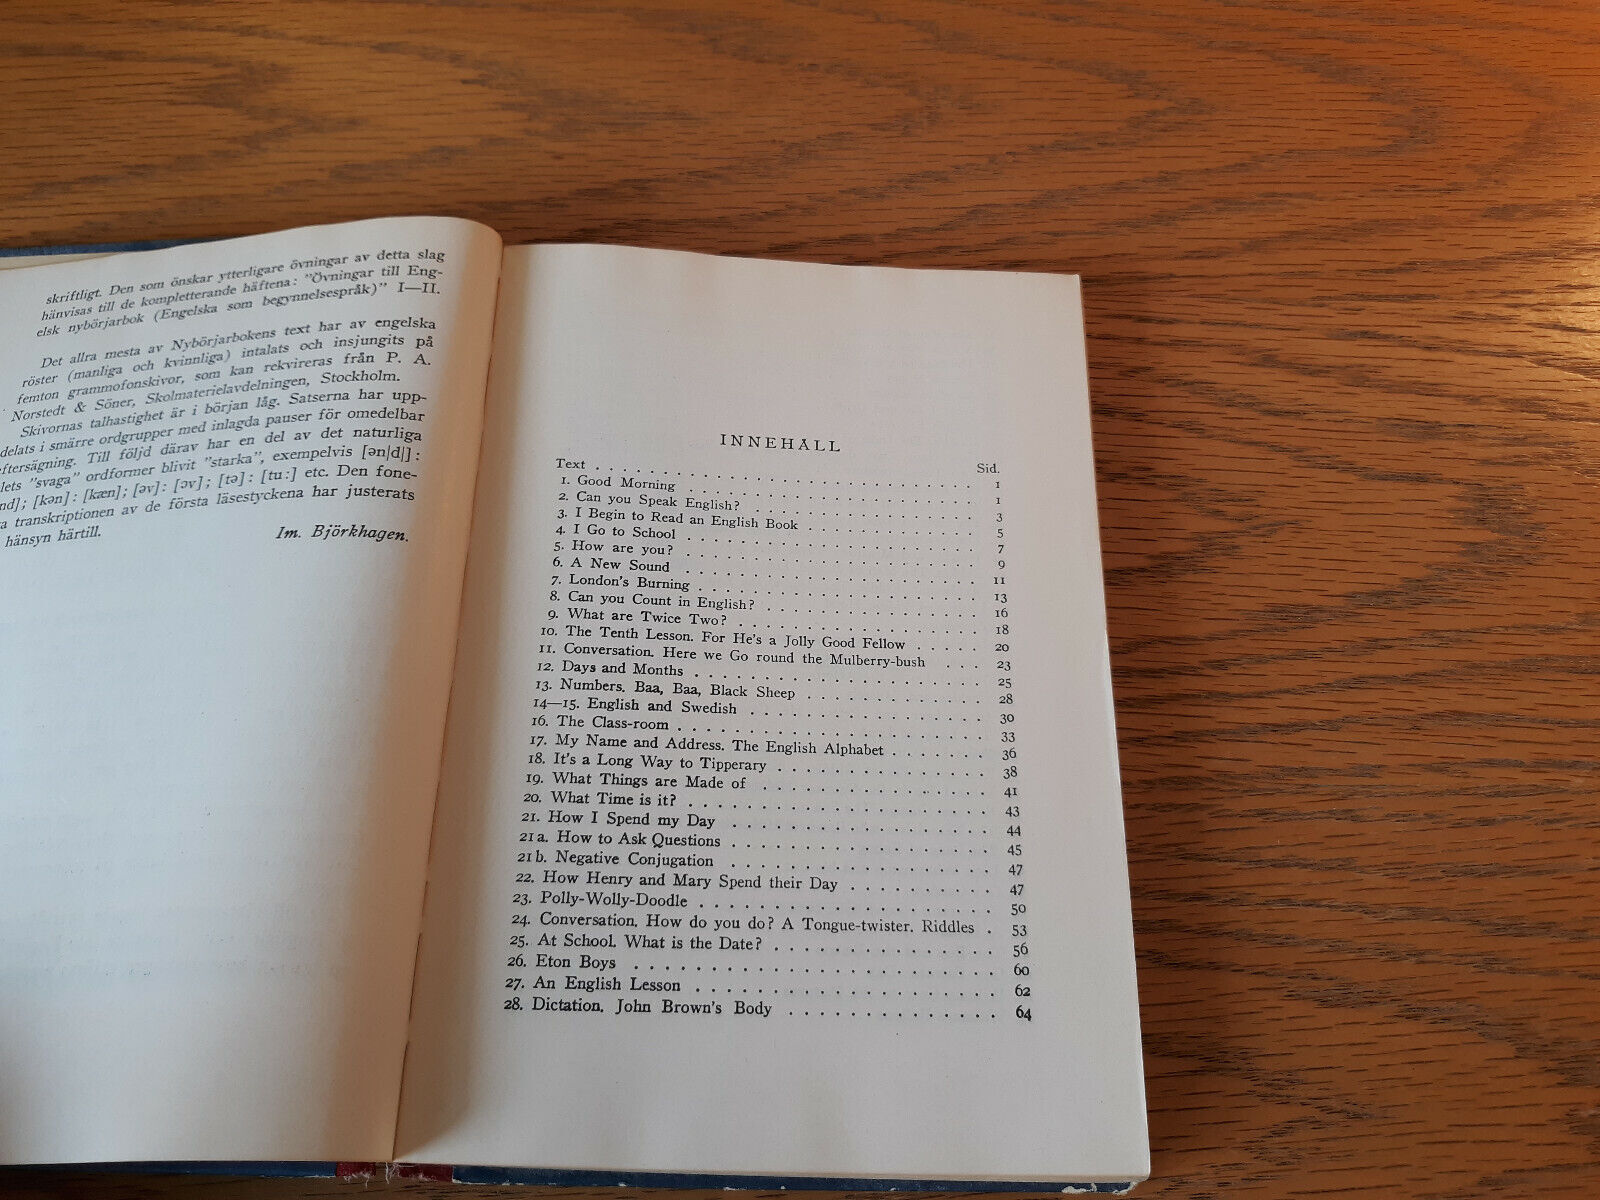 skriftligt. Den som önskar ytterligare övningar av detta slag
hänvisas till de kompletterande häftena: "Övningar till Eng-
elsk nybörjarbok (Engelska som begynnelsespråk)" I—II.
Det allra mesta av Nybörjarbokens text har av engelska
röster (manliga och kvinnliga) intalats och insjungits på
femton grammofonskivor, som kan rekvireras från P. A.
Norstedt & Söner, Skolmaterielavdelningen, Stockholm.
Skivornas talhastighet är i början låg. Satserna har upp-
delats i smärre ordgrupper med inlagda pauser för omedelbar
eftersägning. Till följd därav har en del av det naturliga
lets "svaga" ordformer blivit "starka", exempelvis [ən|d|]:
nd]; [kən]: [kæn]; [əv]: [ɔv]; [tə]: [tu:] etc. Den fone-
a transkriptionen av de första läsestyckena har justerats
hänsyn härtill.
Im. Björkhagen.
INNEHÅLL
Sid.
Text . . . . . . . . . . . . . . . . . . . . 1
1. Good Morning . . . . . . . . . . . . . . . 1
2. Can you Speak English? . . . . . . . . . . . 3
3. I Begin to Read an English Book . . . . . . . . 5
4. I Go to School . . . . . . . . . . . . . . . 7
5. How are you? . . . . . . . . . . . . . . . 9
6. A New Sound . . . . . . . . . . . . . . . 11
7. London's Burning . . . . . . . . . . . . . . 13
8. Can you Count in English? . . . . . . . . . . 16
9. What are Twice Two? . . . . . . . . . . . . 18
10. The Tenth Lesson. For He's a Jolly Good Fellow . . . . . 20
11. Conversation. Here we Go round the Mulberry-bush . . . 23
12. Days and Months . . . . . . . . . . . . . . 25
13. Numbers. Baa, Baa, Black Sheep . . . . . . . . 28
14—15. English and Swedish . . . . . . . . . . . 30
16. The Class-room . . . . . . . . . . . . . . . 33
17. My Name and Address. The English Alphabet . . . . . . 36
18. It's a Long Way to Tipperary . . . . . . . . . . 38
19. What Things are Made of . . . . . . . . . . . 41
20. What Time is it? . . . . . . . . . . . . . . 43
21. How I Spend my Day . . . . . . . . . . . . 44
21a. How to Ask Questions . . . . . . . . . . . . 45
21b. Negative Conjugation . . . . . . . . . . . . 47
22. How Henry and Mary Spend their Day . . . . . . . 47
23. Polly-Wolly-Doodle . . . . . . . . . . . . . . 50
24. Conversation. How do you do? A Tongue-twister. Riddles . 53
25. At School. What is the Date? . . . . . . . . . . 56
26. Eton Boys . . . . . . . . . . . . . . . . . 60
27. An English Lesson . . . . . . . . . . . . . . 62
28. Dictation. John Brown's Body . . . . . . . . . . 64